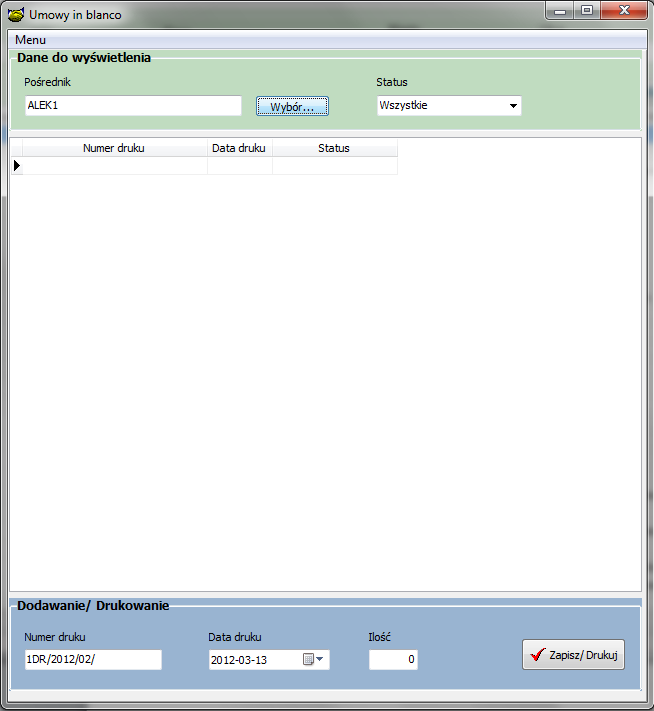 Umowy in blanco
Menu
Dane do wyświetlenia
Pośrednik Status
ALEK1 Wybór... Wszystkie
Numer druku Data druku Status
Dodawanie/ Drukowanie
Numer druku Data druku Ilość
1DR/2012/02/ 2012-03-13 0 Zapisz/ Drukuj